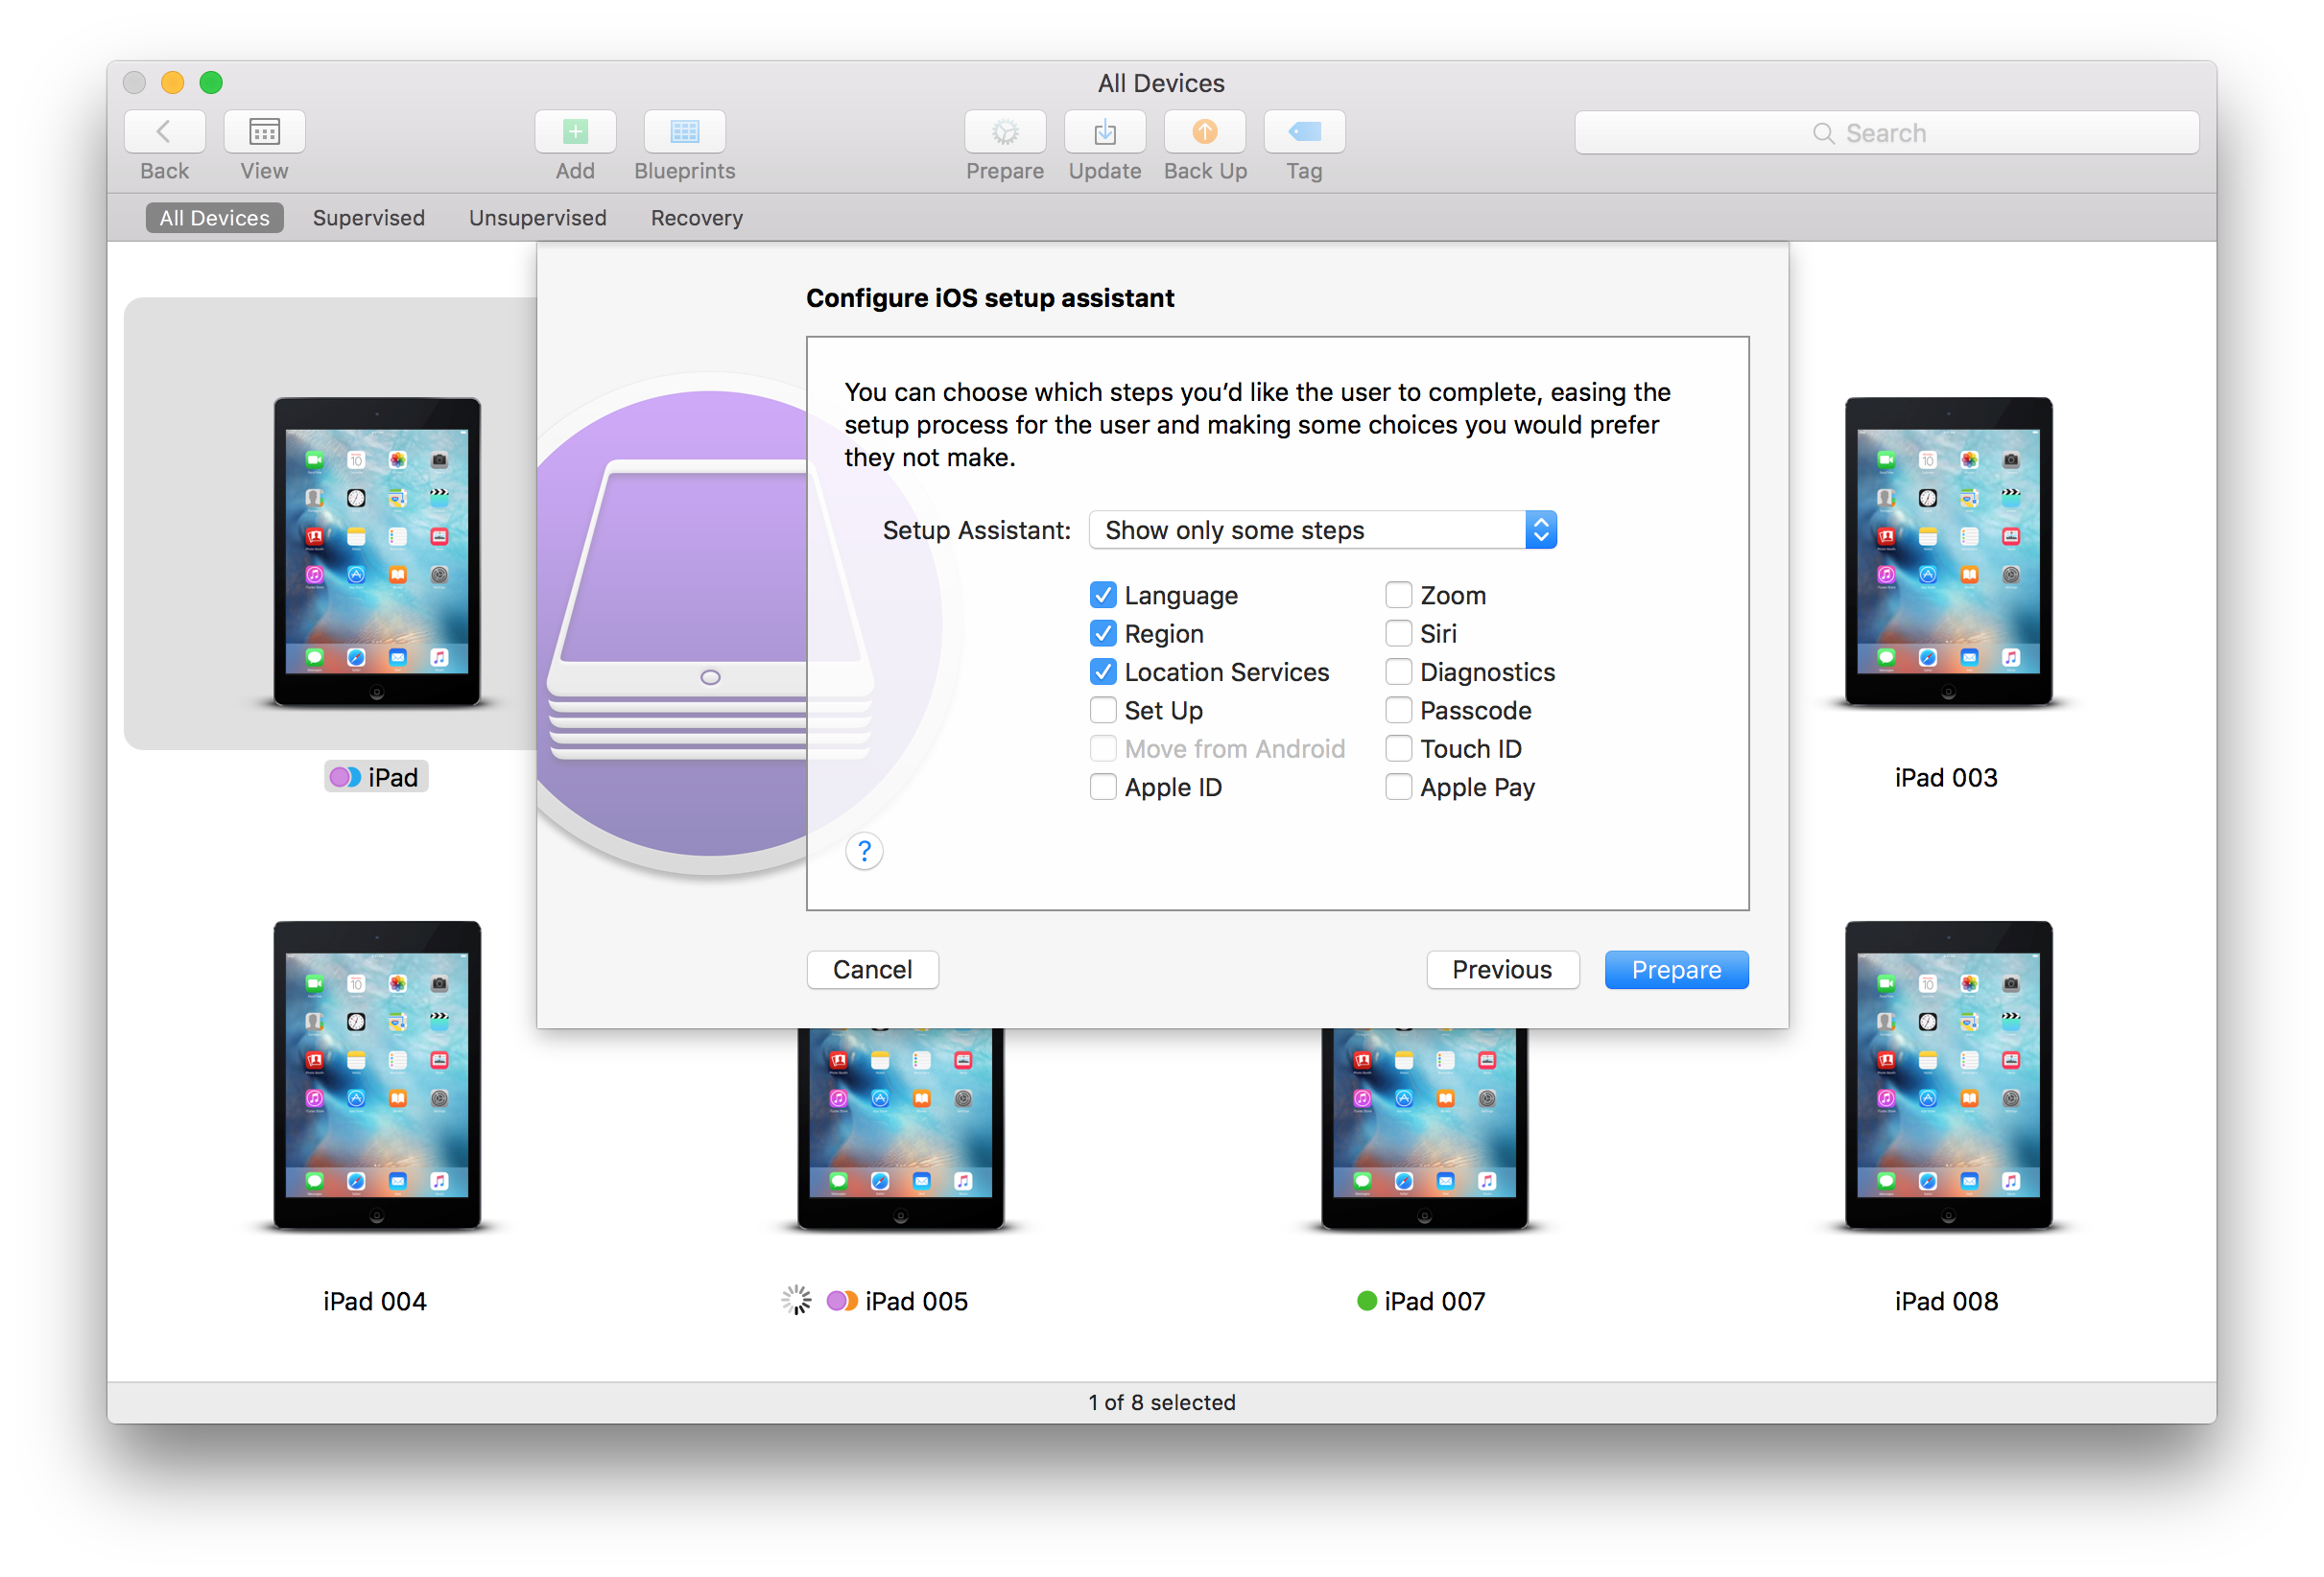 All Devices
Back
View
Add
Blueprints
Prepare
Update
Back Up
Tag
Search
All Devices
Supervised
Unsupervised
Recovery
Configure iOS setup assistant
You can choose which steps you’d like the user to complete, easing the
setup process for the user and making some choices you would prefer
they not make.
Setup Assistant: Show only some steps
Language
Zoom
Region
Siri
Location Services
Diagnostics
Set Up
Passcode
Move from Android
Touch ID
Apple ID
Apple Pay
?
Cancel
Previous
Prepare
iPad
iPad 003
iPad 004
iPad 005
iPad 007
iPad 008
1 of 8 selected